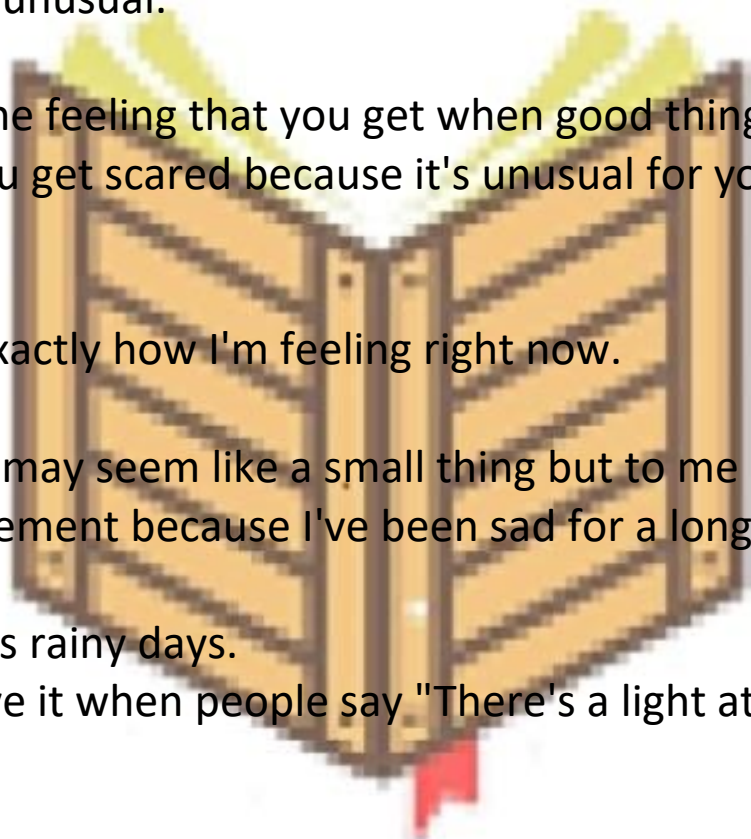 unusual.
he feeling that you get when good thing
u get scared because it's unusual for yo
xactly how I'm feeling right now.
may seem like a small thing but to me
ement because I've been sad for a long
s rainy days.
ve it when people say "There's a light at